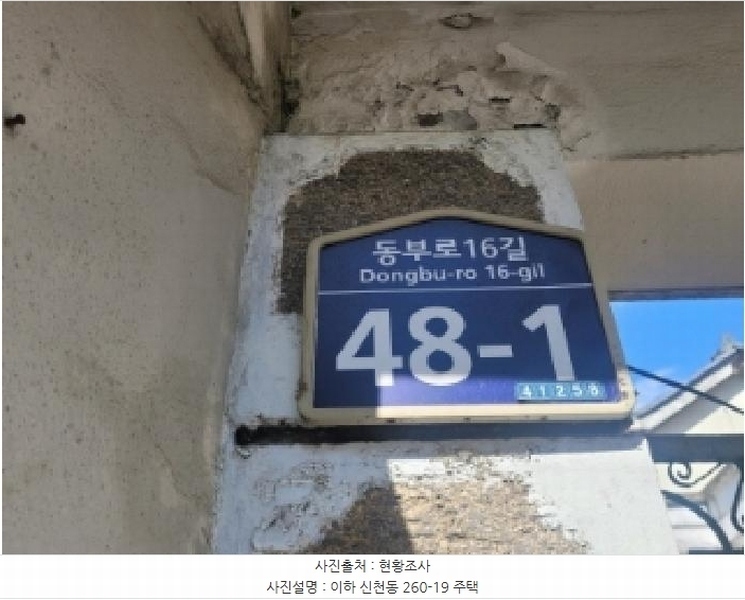 동부로16길
Dongbu-ro 16-gil
48-1
41258
사진출처 : 현황조사
사진설명 : 이하 신천동 260-19 주택